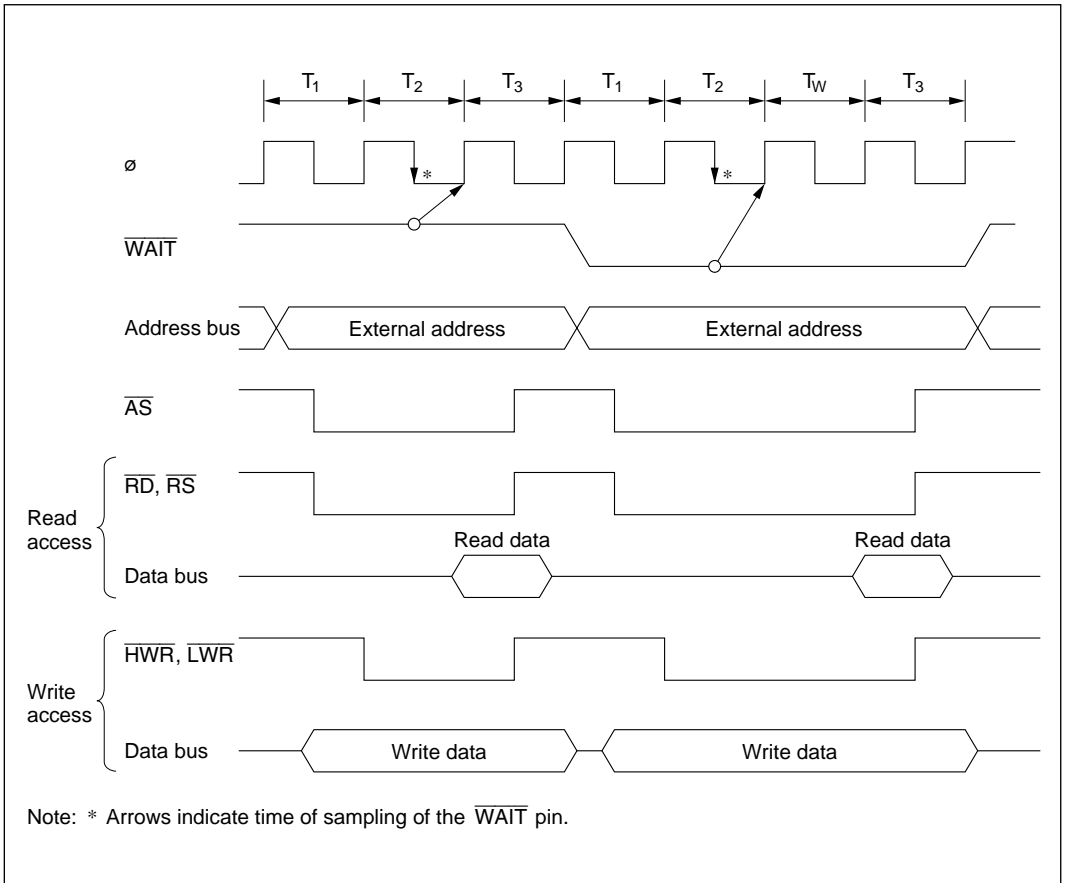 T1 T2 T3 T1 T2 TW T3
ø
* *
WAIT
Address bus External address External address
AS
RD, RS
Read access
Read data Read data
Data bus
HWR, LWR
Write access
Data bus Write data Write data
Note: * Arrows indicate time of sampling of the WAIT pin.